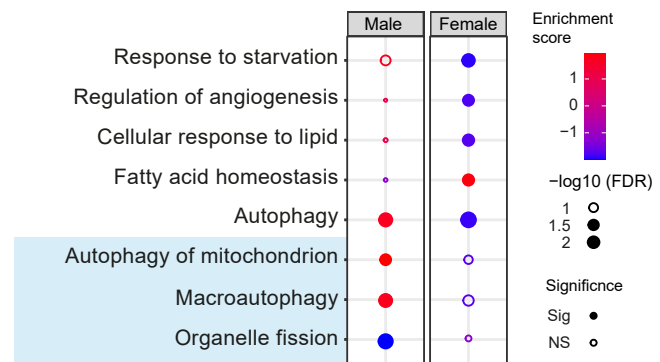 Male Female
Response to starvation
Regulation of angiogenesis
Cellular response to lipid
Fatty acid homeostasis
Autophagy
Autophagy of mitochondrion
Macroautophagy
Organelle fission
Enrichment
score
1
0
−1
−log10 (FDR)
1
1.5
2
Significnce
Sig
NS